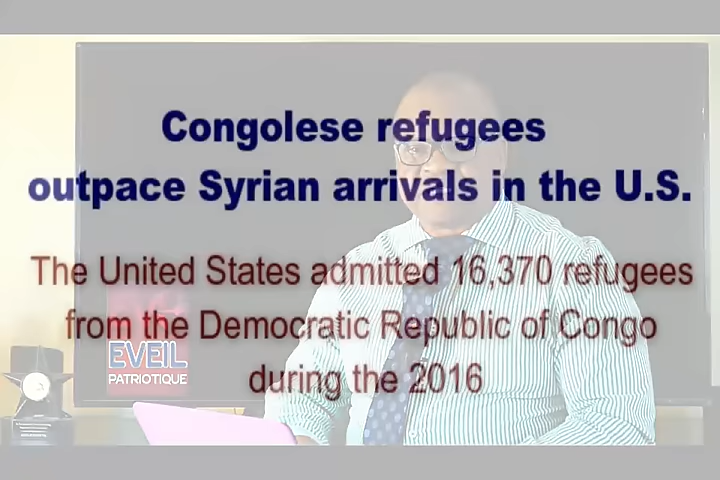 Congolese refugees
outpace Syrian arrivals in the U.S.
The United States admitted 16,370 refugees
from the Democratic Republic of Congo
during the 2016
EVEIL
PATRIOTIQUE